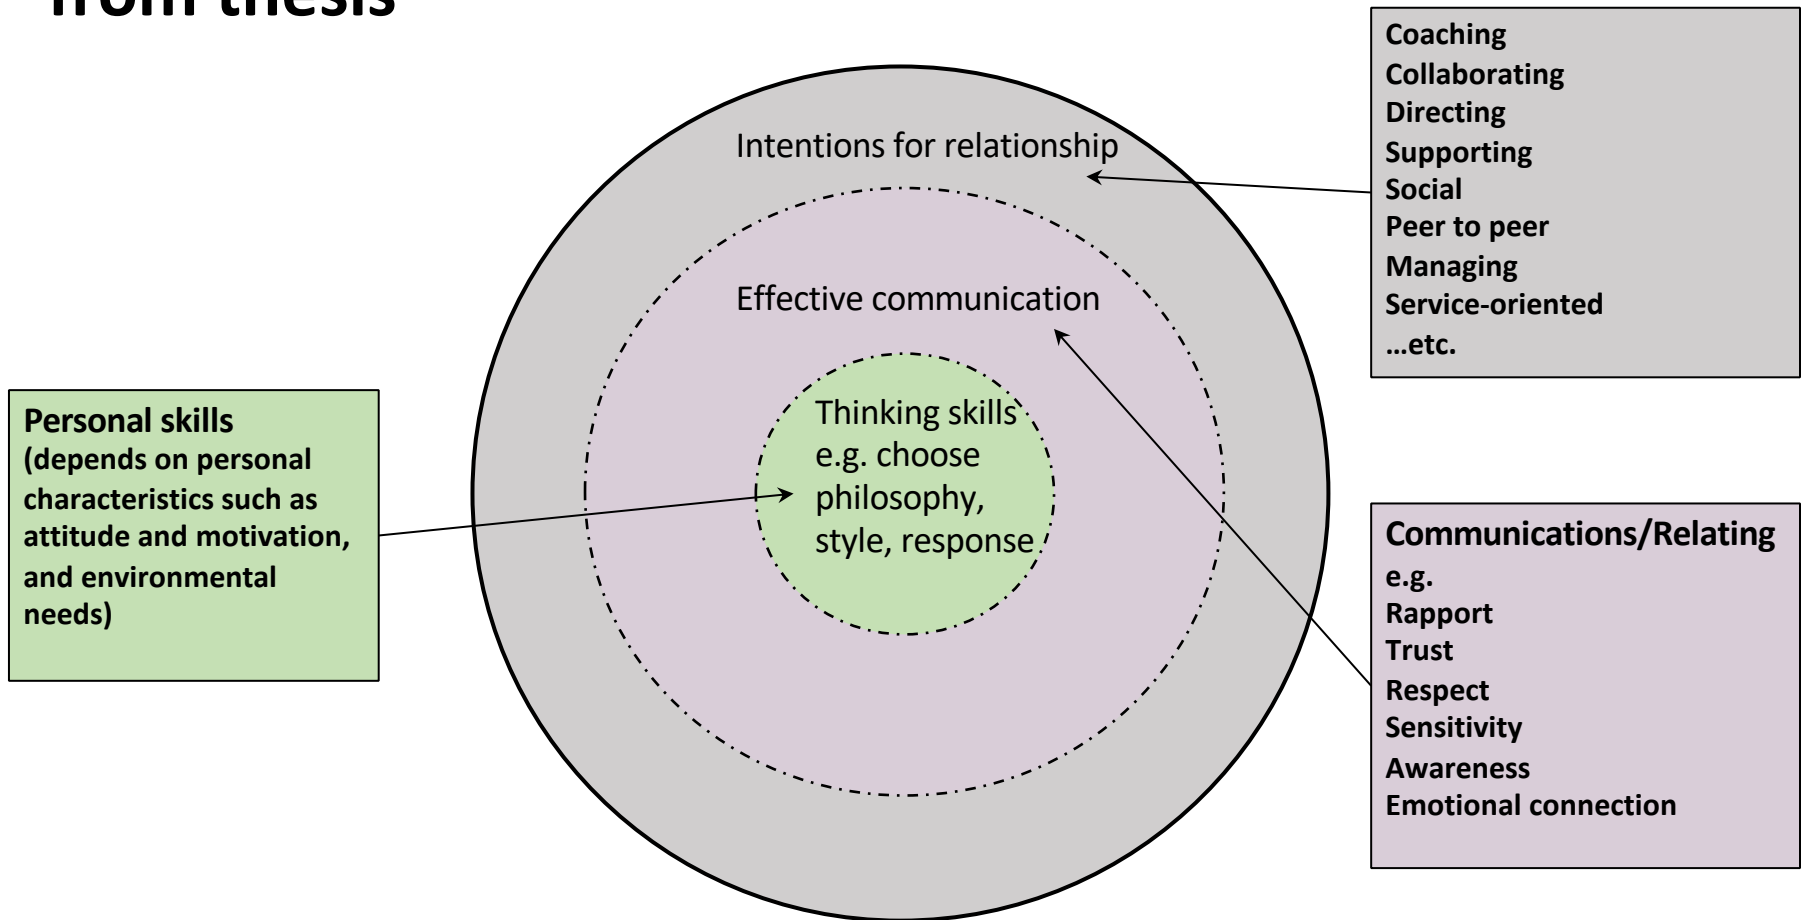 from thesis
Coaching
Collaborating
Directing
Supporting
Social
Peer to peer
Managing
Service-oriented
...etc.
Intentions for relationship
Effective communication
Thinking skills
e.g. choose
philosophy,
style, response
Personal skills
(depends on personal
characteristics such as
attitude and motivation,
and environmental
needs)
Communications/Relating
e.g.
Rapport
Trust
Respect
Sensitivity
Awareness
Emotional connection